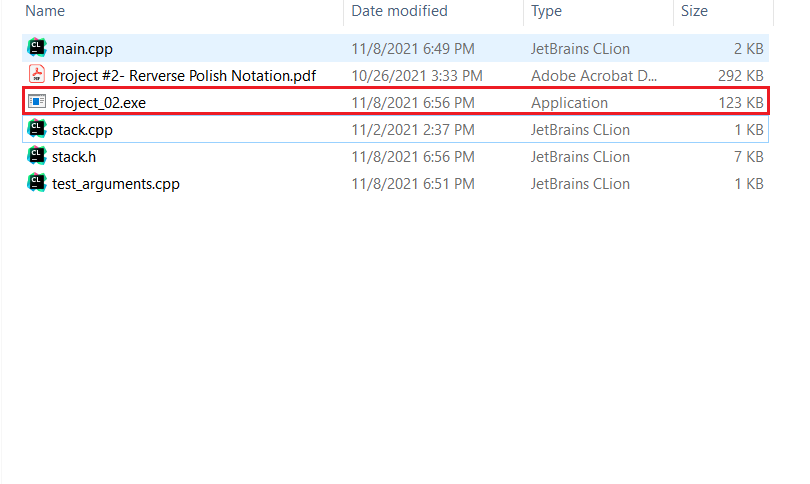 Name Date modified Type Size
main.cpp 11/8/2021 6:49 PM JetBrains CLion 2 KB
Project #2- Rerverse Polish Notation.pdf 10/26/2021 3:33 PM Adobe Acrobat D... 292 KB
Project_02.exe 11/8/2021 6:56 PM Application 123 KB
stack.cpp 11/2/2021 2:37 PM JetBrains CLion 1 KB
stack.h 11/8/2021 6:56 PM JetBrains CLion 7 KB
test_arguments.cpp 11/8/2021 6:51 PM JetBrains CLion 1 KB